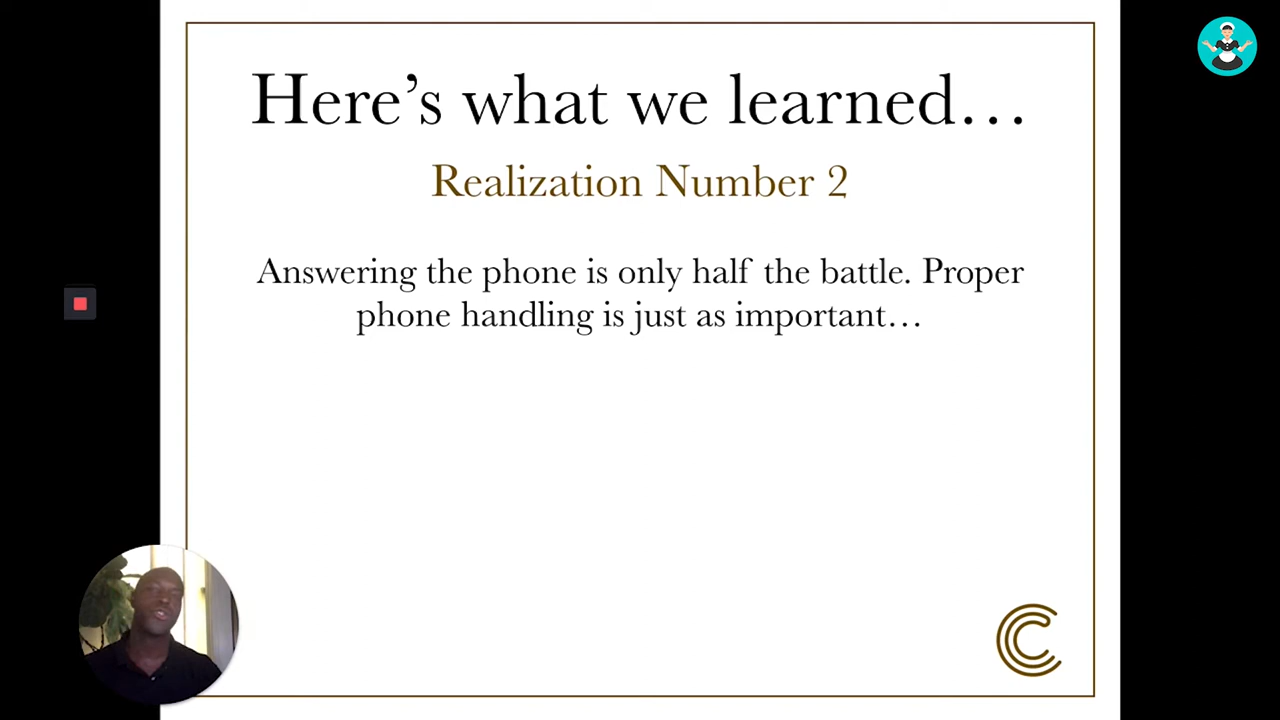 Here’s what we learned…
Realization Number 2
Answering the phone is only half the battle. Proper
phone handling is just as important…